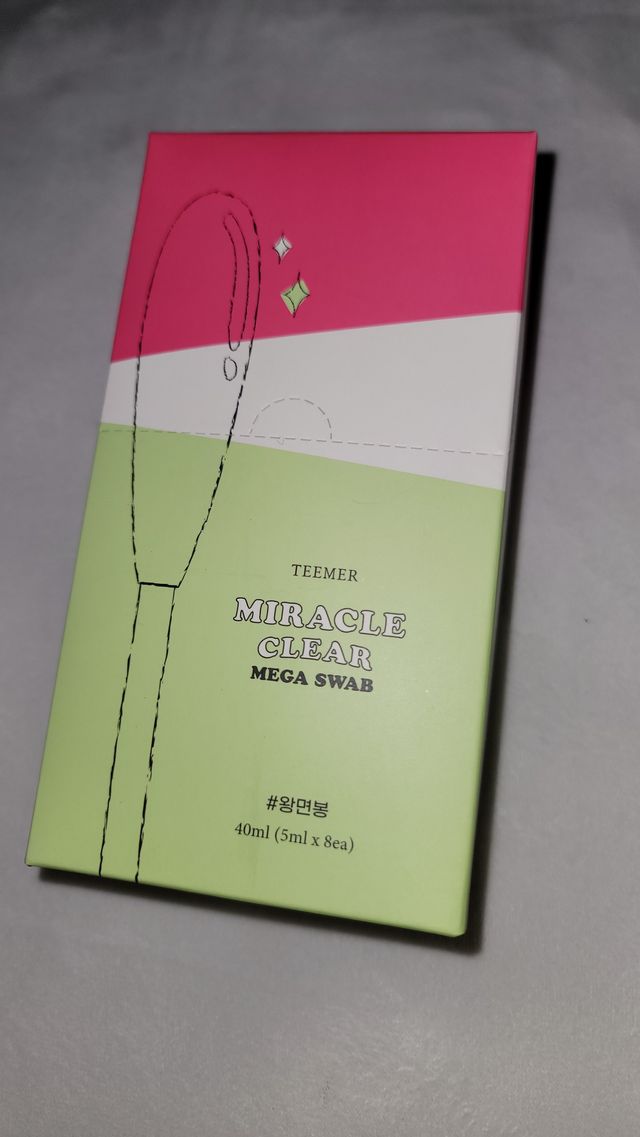 TEEMER
MIRACLE
CLEAR
MEGA SWAB
#왕면봉
40ml (5ml x 8ea)